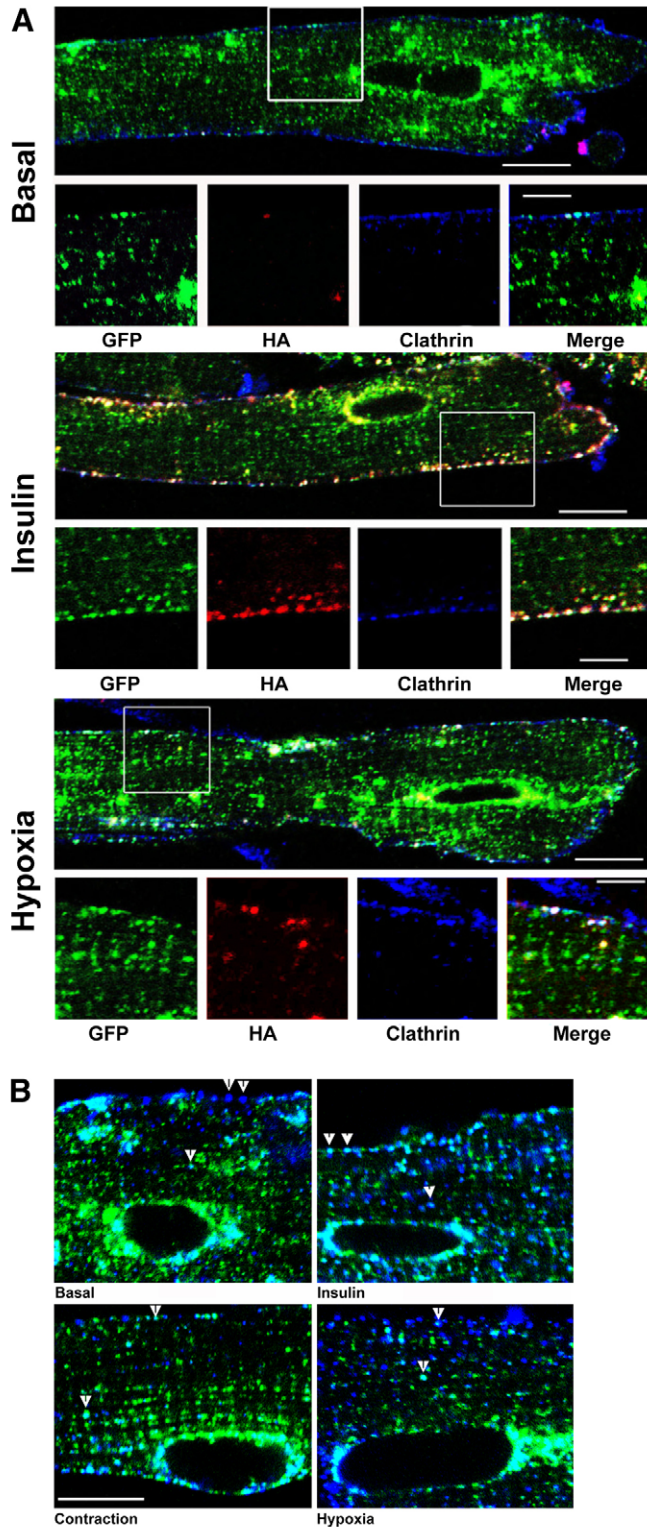 A
Basal
GFP HA Clathrin Merge
Insulin
GFP HA Clathrin Merge
Hypoxia
GFP HA Clathrin Merge
B
Basal Insulin
Contraction Hypoxia